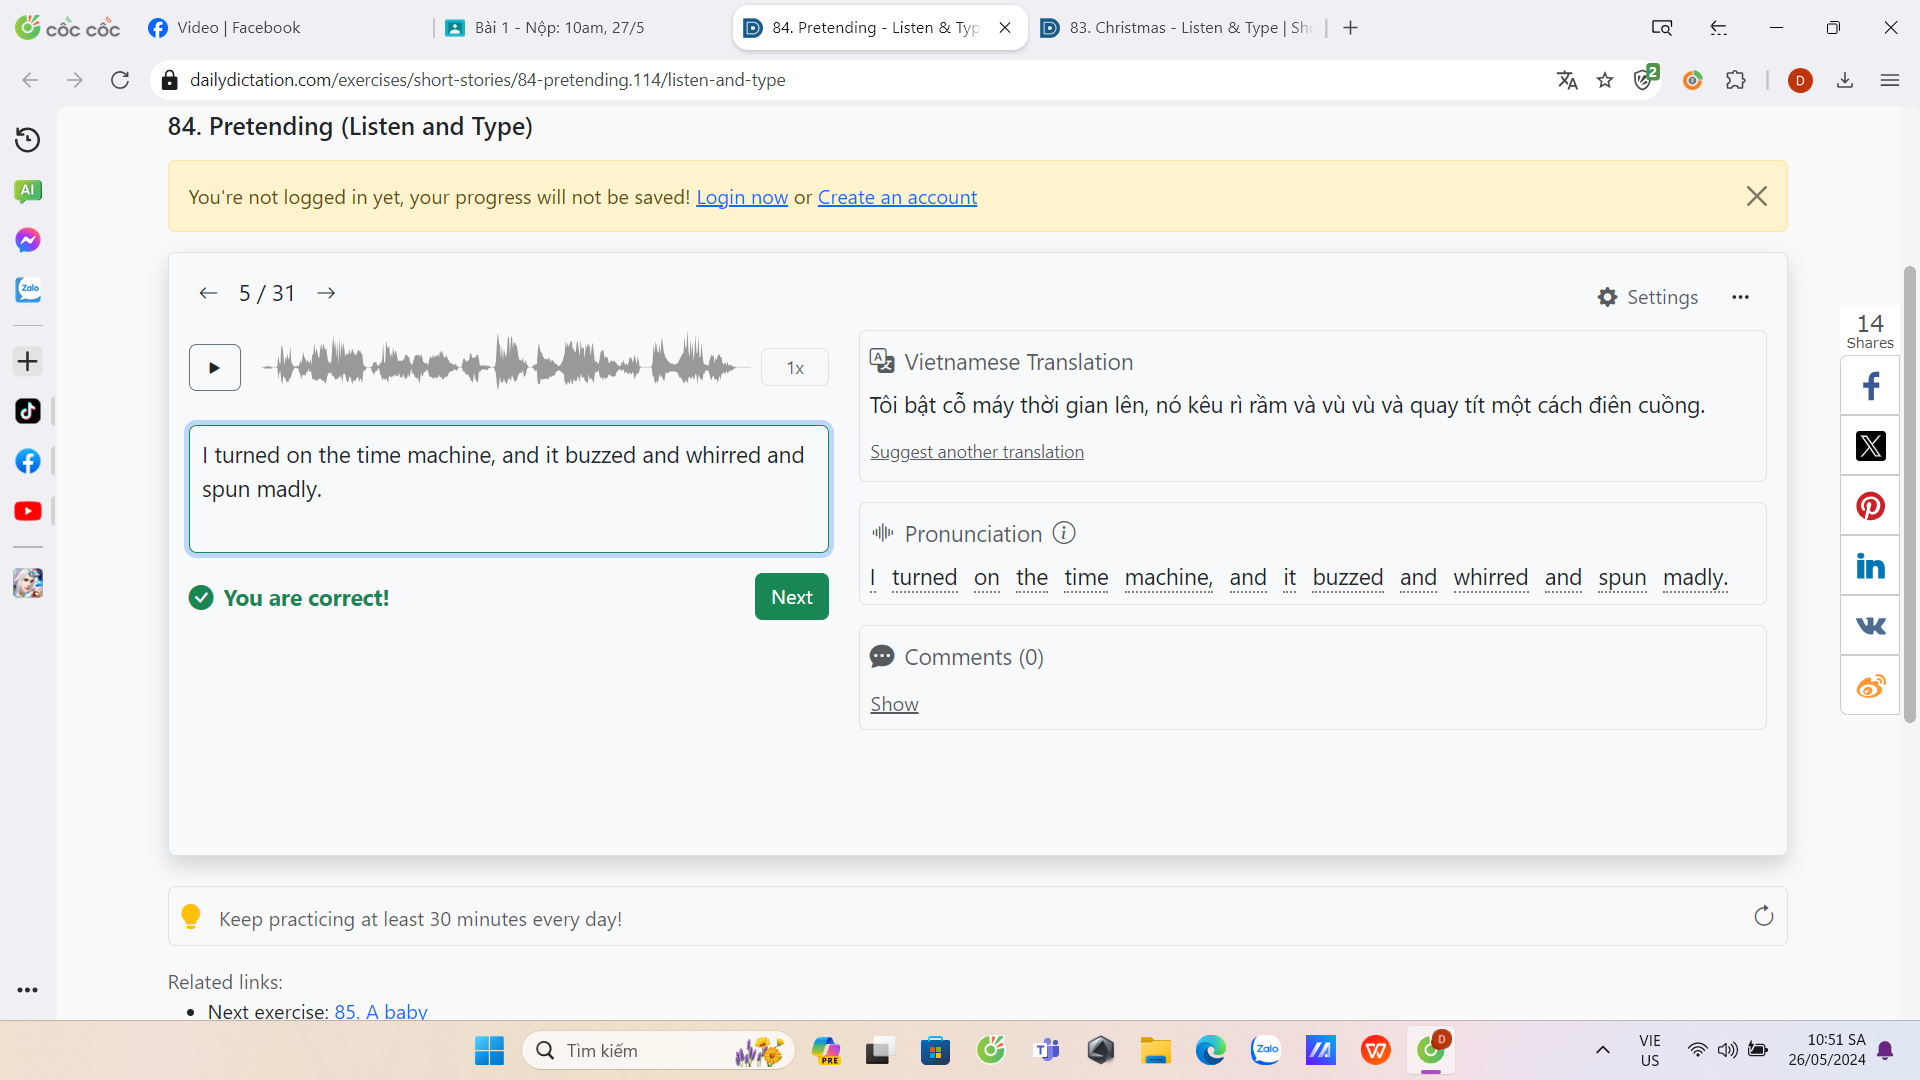 cốc cốc
Video | Facebook
Bài 1 - Nộp: 10am, 27/5
84. Pretending - Listen & Typ
83. Christmas - Listen & Type | Sho
dailydictation.com/exercises/short-stories/84-pretending.114/listen-and-type
2
D
84. Pretending (Listen and Type)
AI
You're not logged in yet, your progress will not be saved! Login now or Create an account
Zalo
5 / 31
Settings
14
Shares
1x
Vietnamese Translation
Tôi bật cỗ máy thời gian lên, nó kêu rì rầm và vù vù và quay tít một cách điên cuồng.
Suggest another translation
I turned on the time machine, and it buzzed and whirred and
spun madly.
Pronunciation
I turned on the time machine, and it buzzed and whirred and spun madly.
You are correct!
Next
Comments (0)
Show
Keep practicing at least 30 minutes every day!
Related links:
Next exercise: 85. A baby
Tìm kiếm
PRE
Zalo
D
VIE
US
10:51 SA
26/05/2024